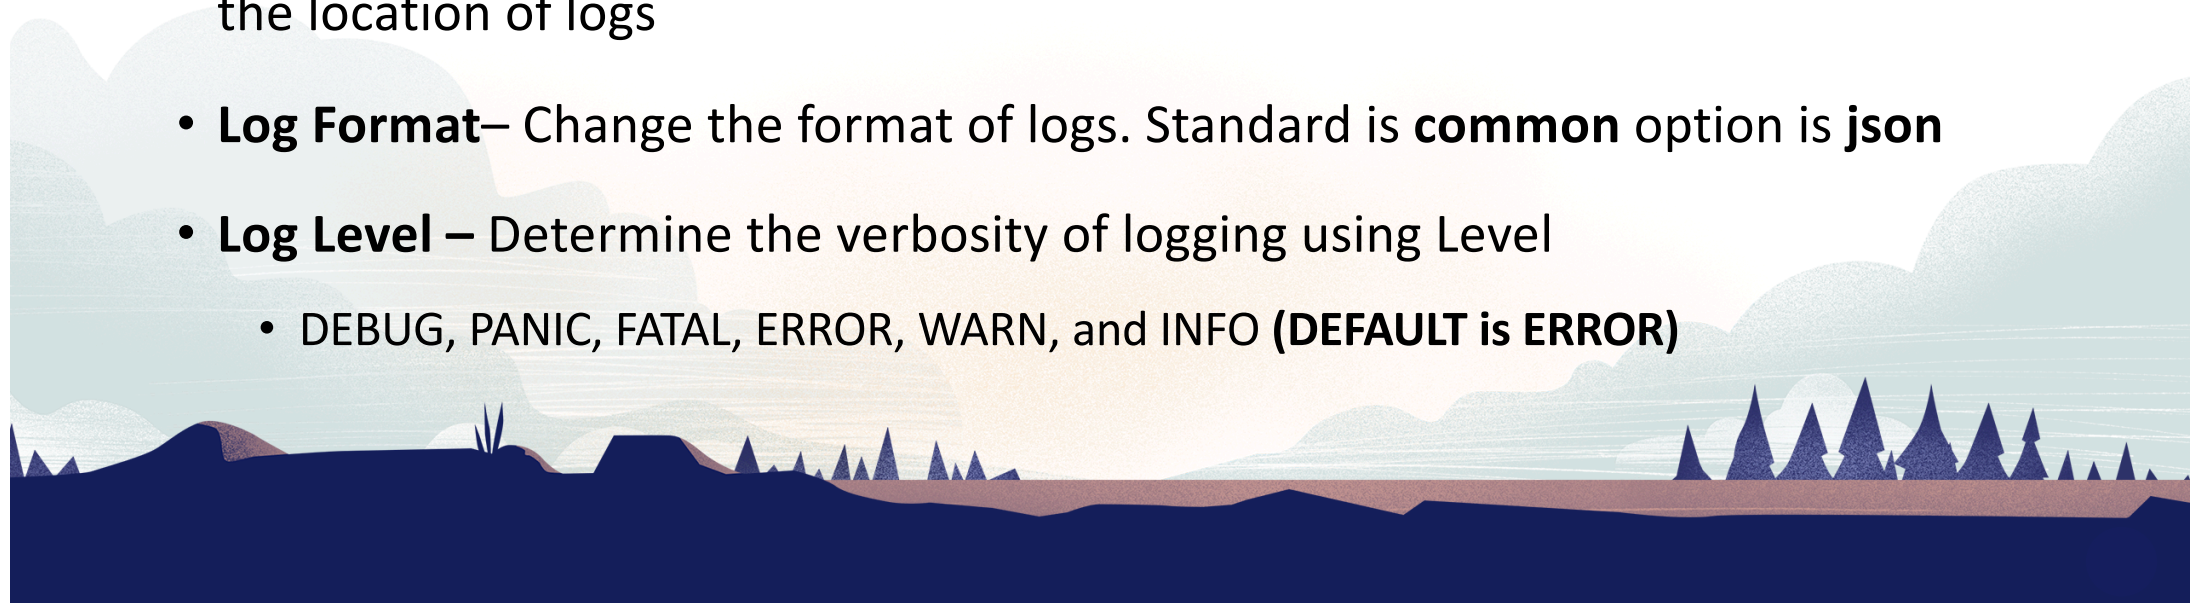 the location of logs
• Log Format– Change the format of logs. Standard is common option is json
• Log Level – Determine the verbosity of logging using Level
• DEBUG, PANIC, FATAL, ERROR, WARN, and INFO (DEFAULT is ERROR)